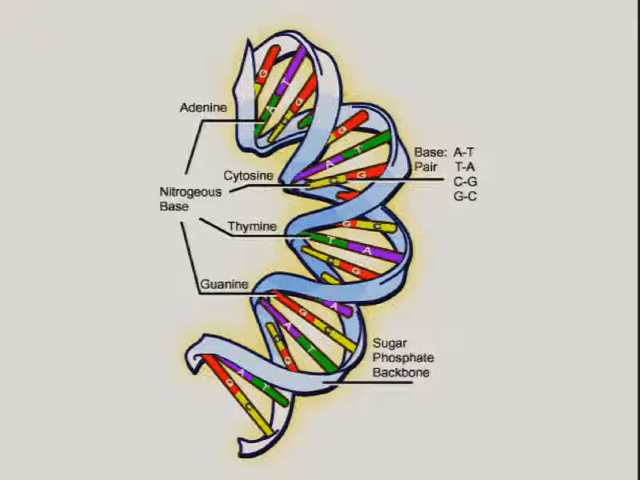 Adenine
Cytosine
Nitrogeous
Base
Thymine
Guanine
Base: A-T
Pair T-A
C-G
G-C
Sugar
Phosphate
Backbone
G
T
A
G
C
G
T
A
G
C
G
C
T
A
C
G
A
G
A
C
C
T
G
A
T
G
C